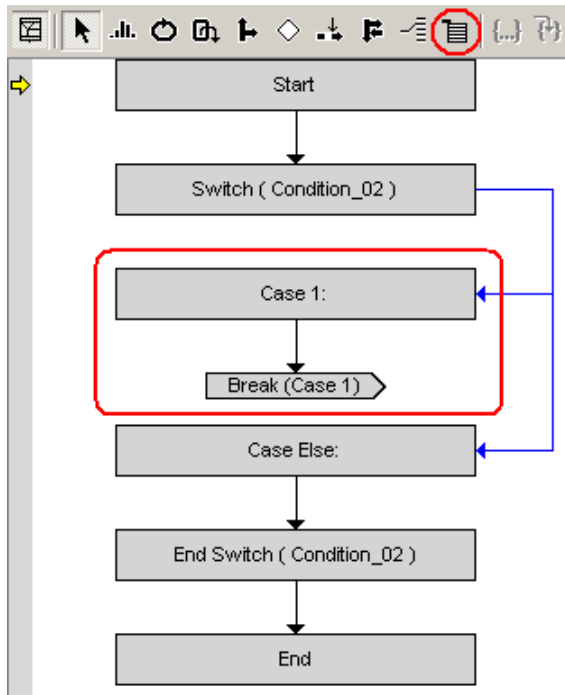 Start
Switch ( Condition_02 )
Case 1:
Break (Case 1)
Case Else:
End Switch ( Condition_02 )
End